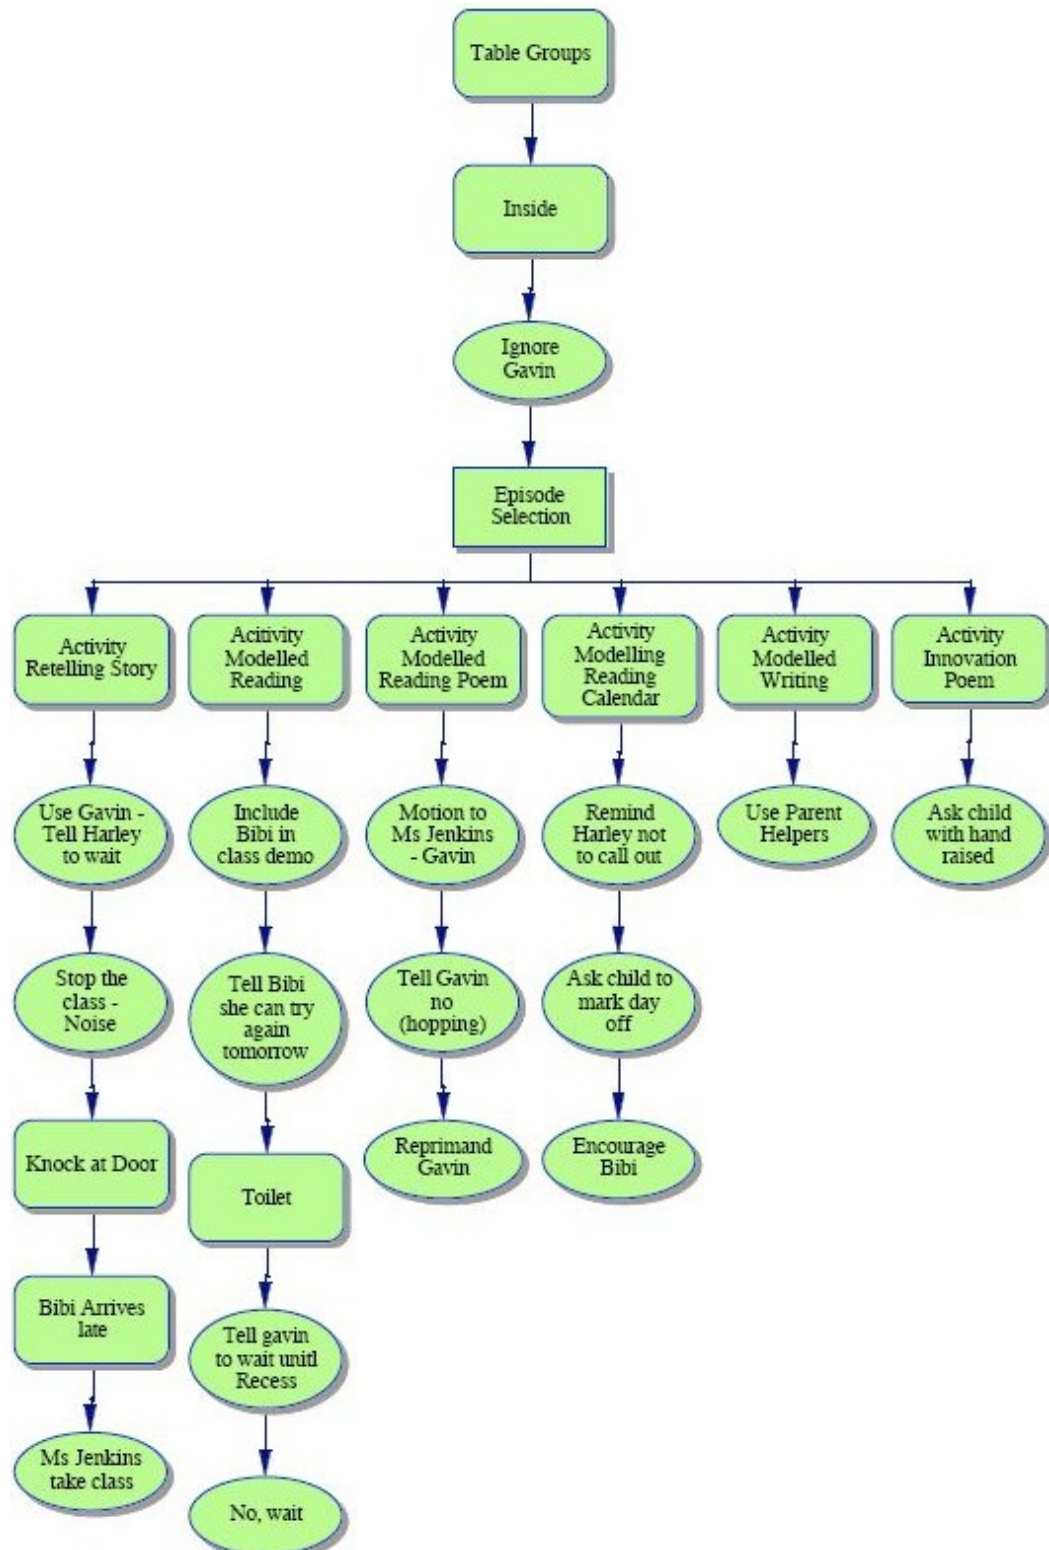 Table Groups
Inside
Ignore
Gavin
Episode
Selection
Activity
Retelling Story
Acitivity
Modelled
Reading
Activity
Modelled
Reading Poem
Activity
Modelling
Reading
Calendar
Activity
Modelled
Writing
Activity
Innovation
Poem
Use Gavin -
Tell Harley
to wait
Include
Bibi in
class demo
Motion to
Ms Jenkins
- Gavin
Remind
Harley not
to call out
Use Parent
Helpers
Ask child
with hand
raised
Stop the
class -
Noise
Tell Bibi
she can try
again
tomorrow
Tell Gavin
no
(hopping)
Ask child to
mark day
off
Knock at Door
Toilet
Reprimand
Gavin
Encourage
Bibi
Bibi Arrives
late
Tell gavin
to wait unitl
Recess
Ms Jenkins
take class
No, wait